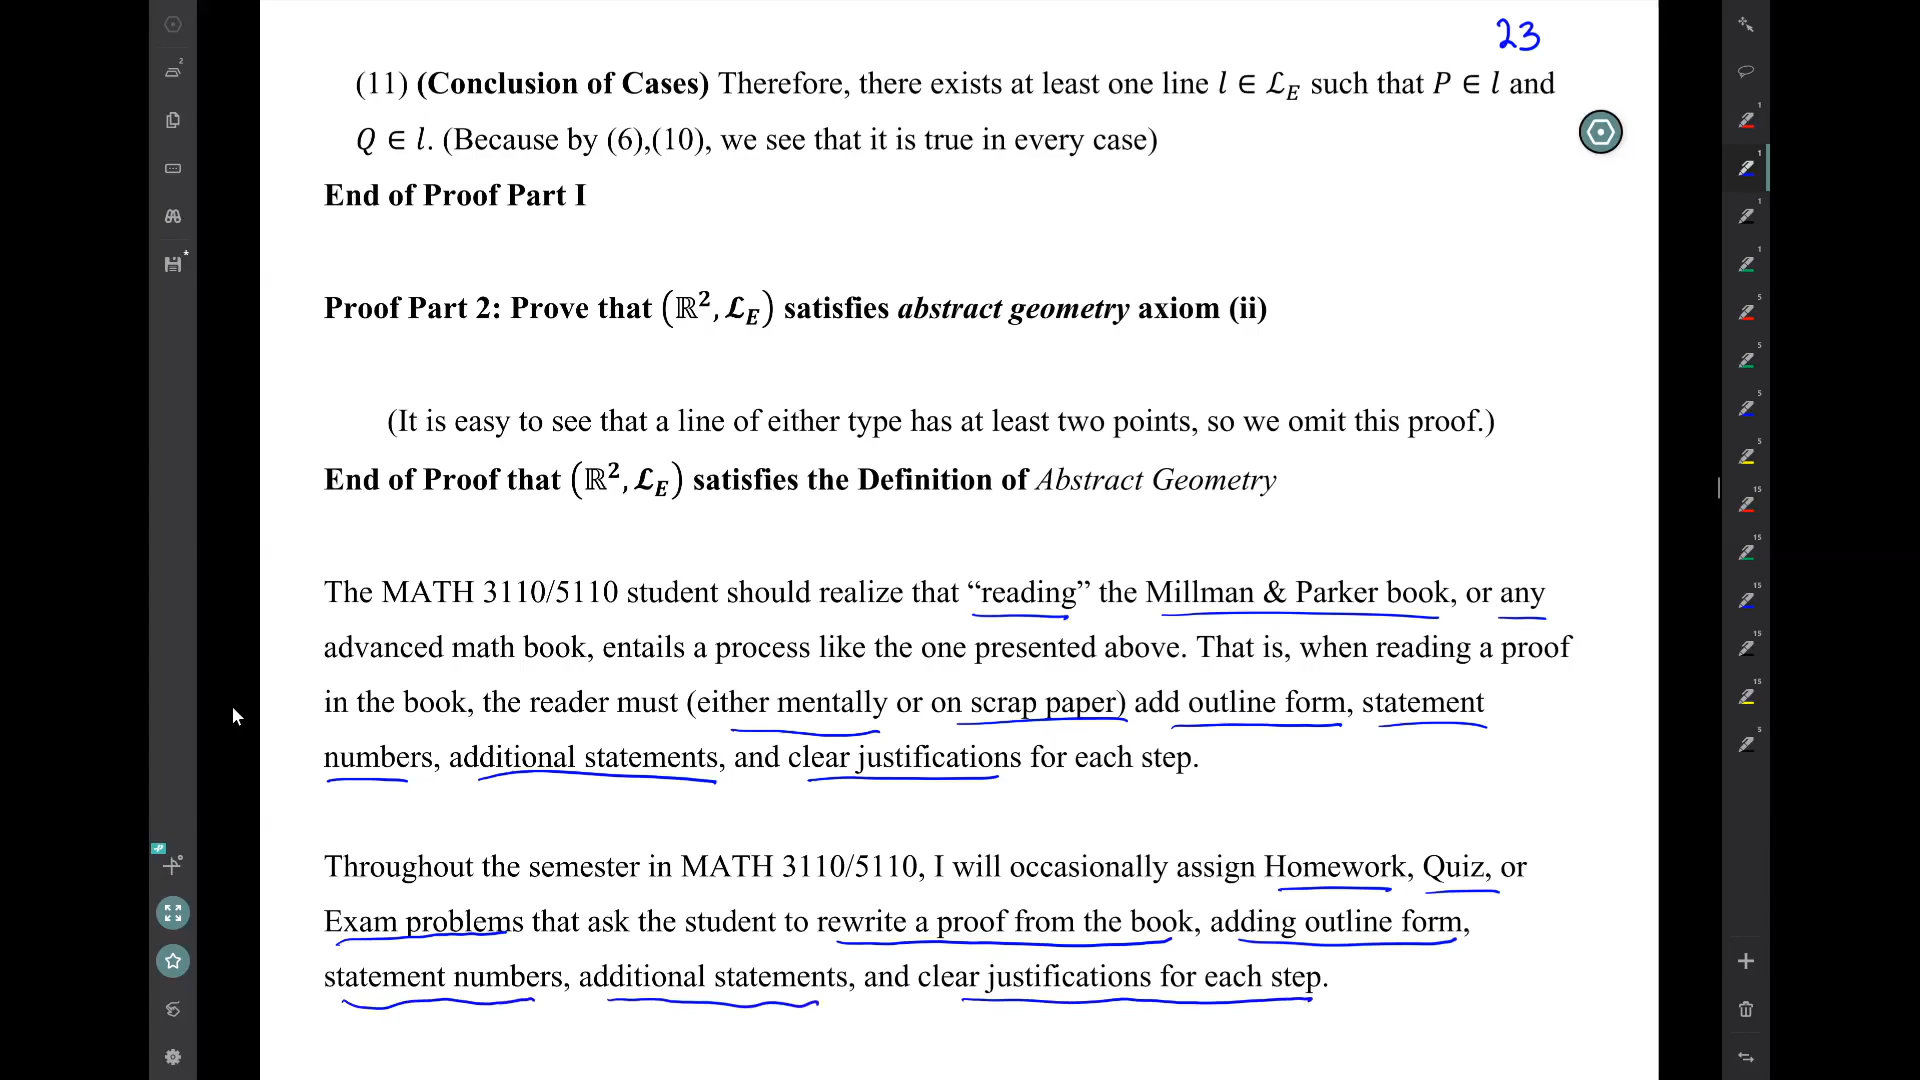 23
(11) (Conclusion of Cases) Therefore, there exists at least one line l ∈ ℒ_E such that P ∈ l and
Q ∈ l. (Because by (6),(10), we see that it is true in every case)
End of Proof Part I
Proof Part 2: Prove that (ℝ², ℒ_E) satisfies abstract geometry axiom (ii)
(It is easy to see that a line of either type has at least two points, so we omit this proof.)
End of Proof that (ℝ², ℒ_E) satisfies the Definition of Abstract Geometry
The MATH 3110/5110 student should realize that “reading” the Millman & Parker book, or any
advanced math book, entails a process like the one presented above. That is, when reading a proof
in the book, the reader must (either mentally or on scrap paper) add outline form, statement
numbers, additional statements, and clear justifications for each step.
Throughout the semester in MATH 3110/5110, I will occasionally assign Homework, Quiz, or
Exam problems that ask the student to rewrite a proof from the book, adding outline form,
statement numbers, additional statements, and clear justifications for each step.